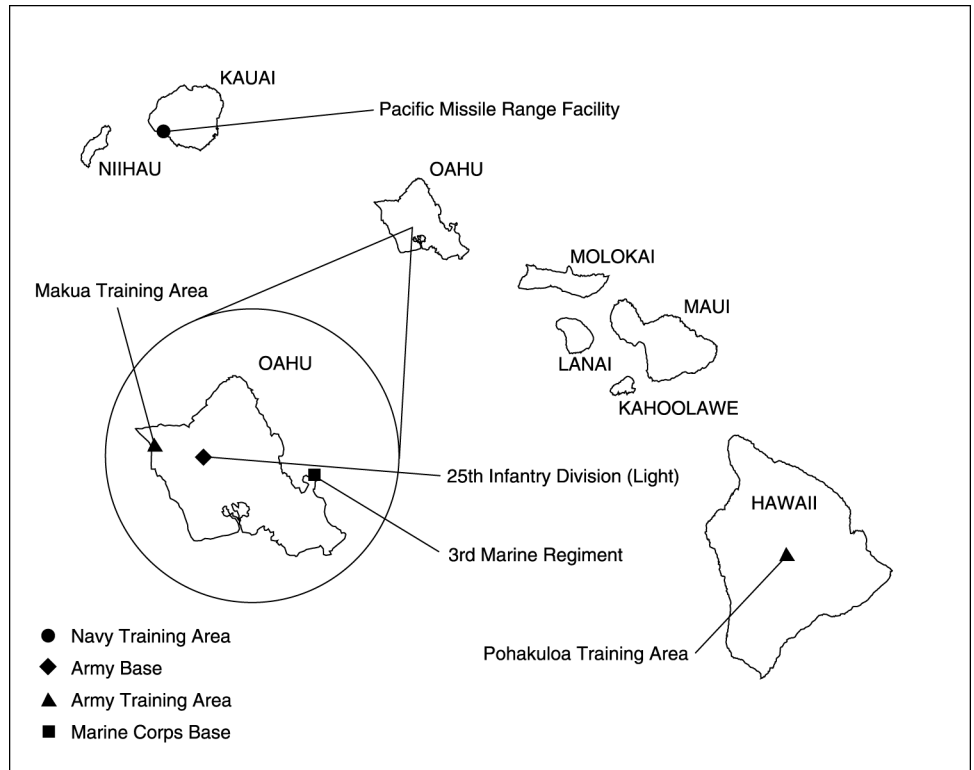 KAUAI
Pacific Missile Range Facility
NIIHAU
OAHU
MOLOKAI
Makua Training Area
MAUI
OAHU
LANAI
KAHOOLAWE
25th Infantry Division (Light)
HAWAII
3rd Marine Regiment
Navy Training Area
Pohakuloa Training Area
Army Base
Army Training Area
Marine Corps Base